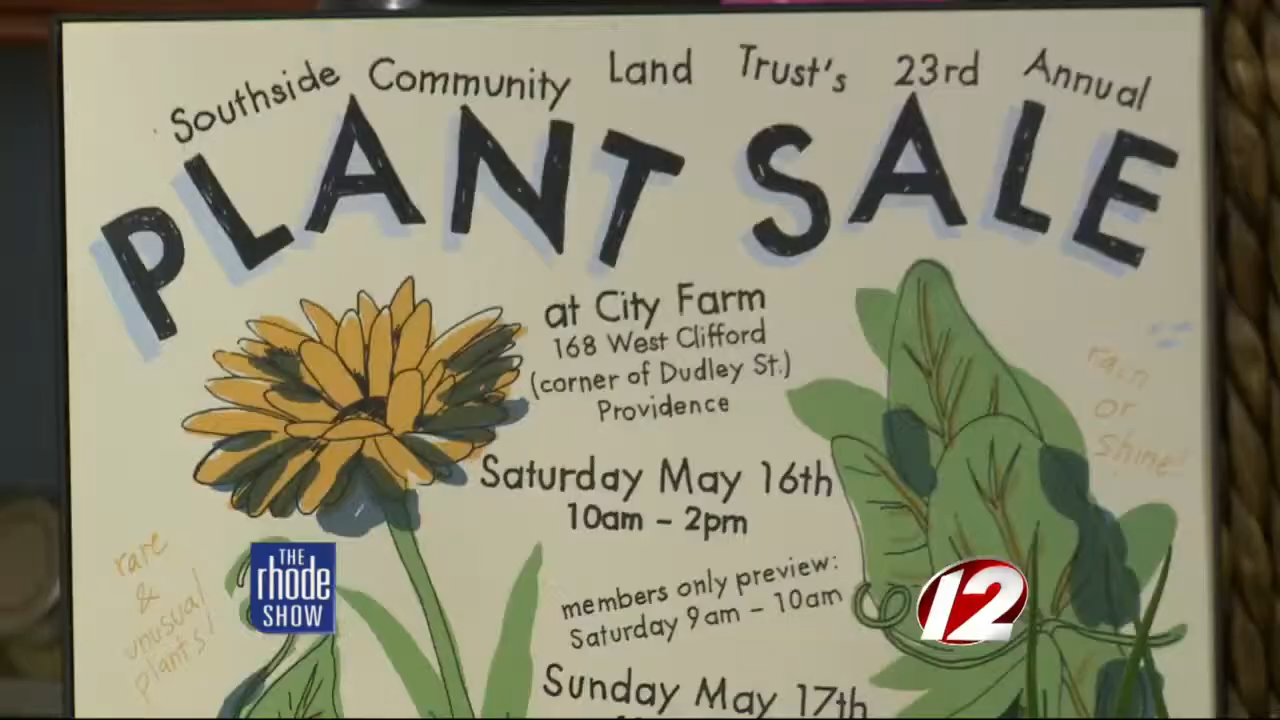 Southside Community Land Trust's 23rd Annual
PLANT SALE
at City Farm
168 West Clifford
(corner of Dudley St.)
Providence
Saturday May 16th
10am - 2pm
members only preview:
Saturday 9am - 10am
Sunday May 17th
rain
or
shine!
rare
&
unusual
plants!
THE
rhode
SHOW
12